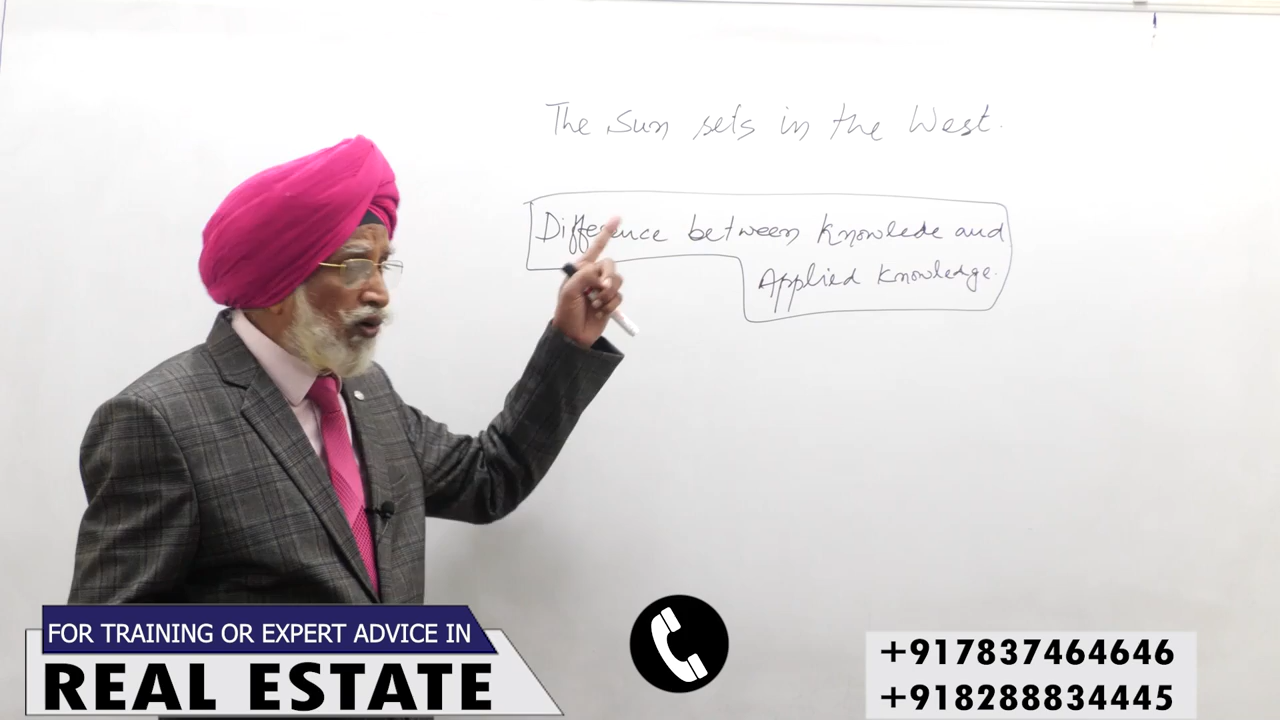 The Sun sets in the West.
Difference between Knowlede and
Applied Knowledge.
FOR TRAINING OR EXPERT ADVICE IN
REAL ESTATE
+917837464646
+918288834445